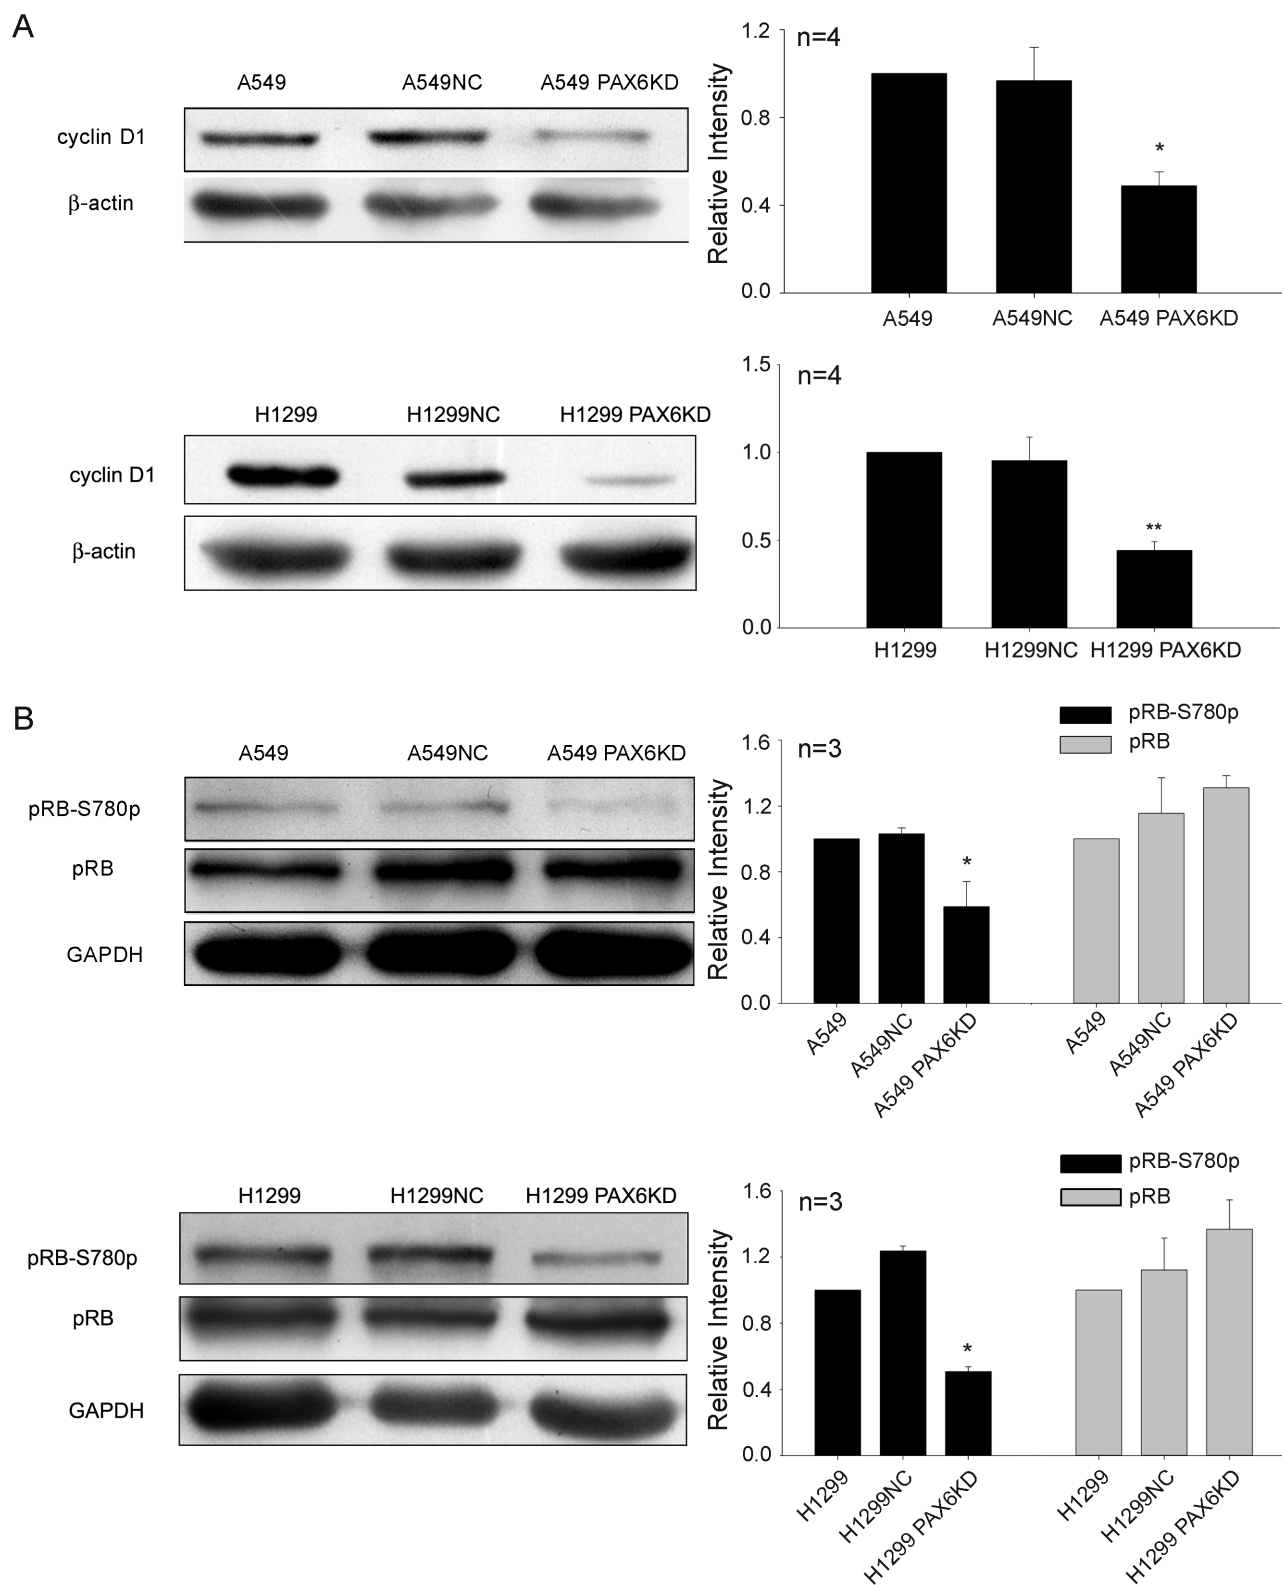 A
A549 A549NC A549 PAX6KD
cyclin D1
β-actin
1.2
0.8
0.4
0.0
Relative Intensity
n=4
*
A549 A549NC A549 PAX6KD
H1299 H1299NC H1299 PAX6KD
cyclin D1
β-actin
1.5
1.0
0.5
0.0
n=4
**
H1299 H1299NC H1299 PAX6KD
B
A549 A549NC A549 PAX6KD
pRB-S780p
pRB
GAPDH
pRB-S780p
pRB
1.6
1.2
0.8
0.4
0.0
Relative Intensity
n=3
*
A549 A549NC A549 PAX6KD A549 A549NC A549 PAX6KD
H1299 H1299NC H1299 PAX6KD
pRB-S780p
pRB
GAPDH
pRB-S780p
pRB
1.6
1.2
0.8
0.4
0.0
Relative Intensity
n=3
*
H1299 H1299NC H1299 PAX6KD H1299 H1299NC H1299 PAX6KD